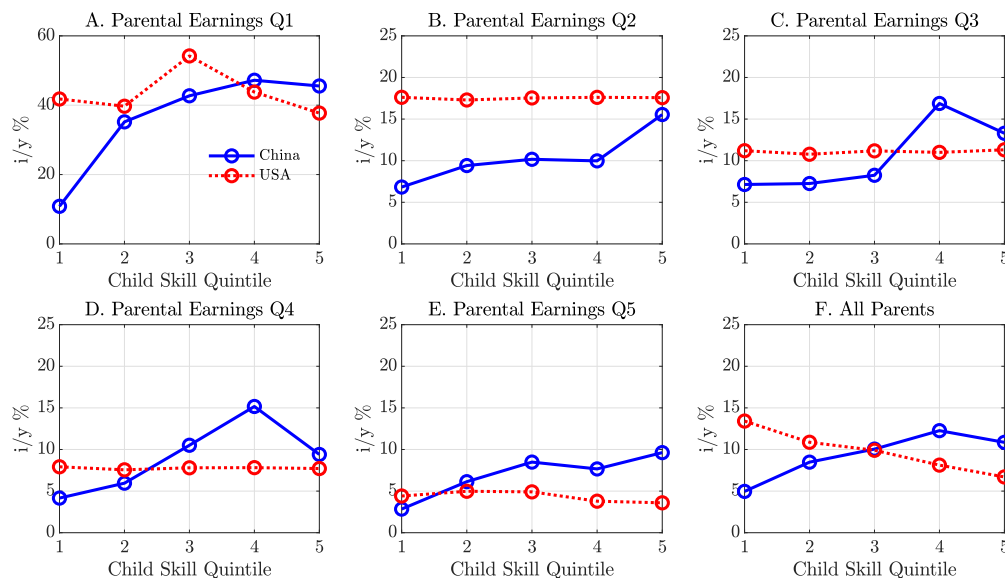 A. Parental Earnings Q1
60
40
20
0
i/y %
China
USA
1 2 3 4 5
Child Skill Quintile
B. Parental Earnings Q2
25
20
15
10
5
0
i/y %
1 2 3 4 5
Child Skill Quintile
C. Parental Earnings Q3
25
20
15
10
5
0
i/y %
1 2 3 4 5
Child Skill Quintile
D. Parental Earnings Q4
25
20
15
10
5
0
i/y %
1 2 3 4 5
Child Skill Quintile
E. Parental Earnings Q5
25
20
15
10
5
0
i/y %
1 2 3 4 5
Child Skill Quintile
F. All Parents
25
20
15
10
5
0
i/y %
1 2 3 4 5
Child Skill Quintile